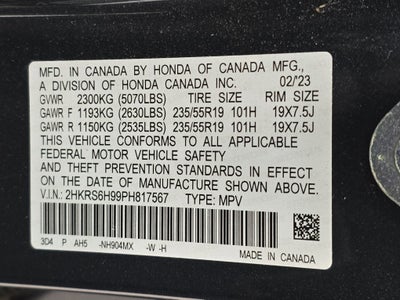 MFD. IN CANADA BY HONDA OF CANADA MFG.,
A DIVISION OF HONDA CANADA INC. 02/'23
GVWR 2300KG (5070LBS) TIRE SIZE RIM SIZE
GAWR F 1193KG (2630LBS) 235/55R19 101H 19X7.5J
GAWR R 1150KG (2535LBS) 235/55R19 101H 19X7.5J
THIS VEHICLE CONFORMS TO ALL APPLICABLE
FEDERAL MOTOR VEHICLE SAFETY
AND THEFT PREVENTION STANDARDS IN EFFECT
ON THE DATE OF MANUFACTURE SHOWN ABOVE.
V.I.N.: 2HKRS6H99PH817567 TYPE: MPV
3D4 P AH5 -NH904MX -W -H
MADE IN CANADA